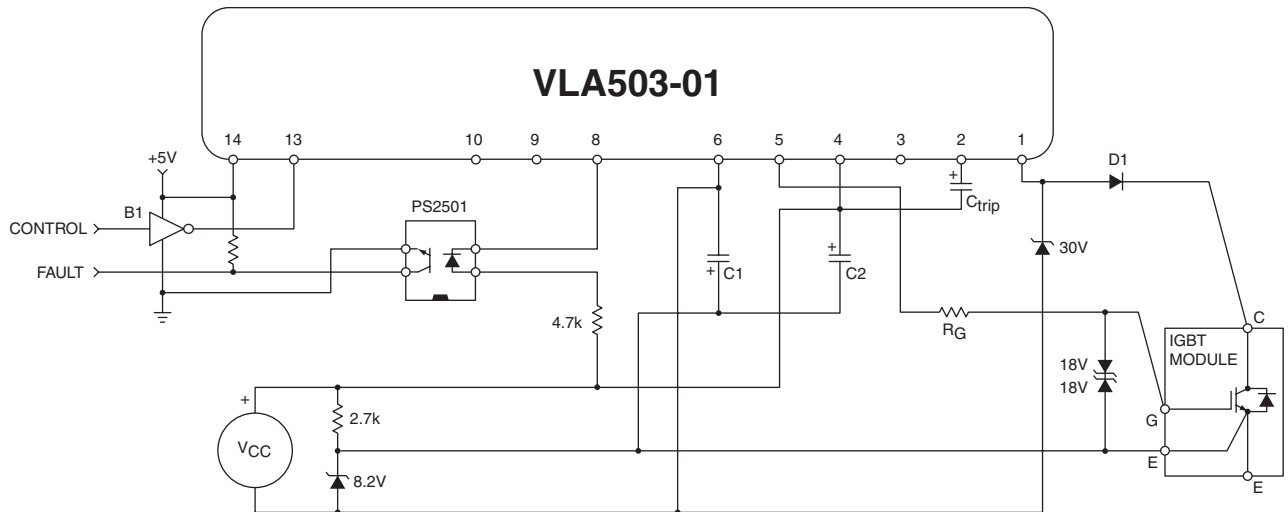 VLA503-01
14 13 10 9 8 6 5 4 3 2 1
+5V
D1
B1
PS2501
+
Ctrip
CONTROL
FAULT
+ C1
+
C2
30V
4.7k
RG
C
IGBT
MODULE
18V
18V
+
2.7k
G
VCC
E
8.2V
E